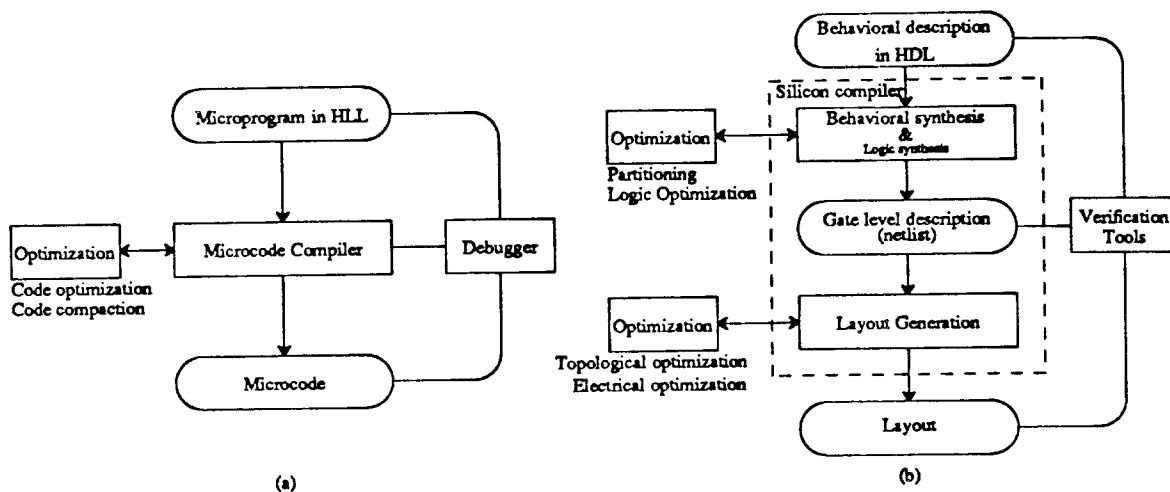 Microprogram in HLL
Optimization
Microcode Compiler
Debugger
Code optimization
Code compaction
Microcode
(a)
Behavioral description
in HDL
Silicon compiler
Optimization
Behavioral synthesis
&
Logic synthesis
Partitioning
Logic Optimization
Gate level description
(netlist)
Verification
Tools
Optimization
Layout Generation
Topological optimization
Electrical optimization
Layout
(b)